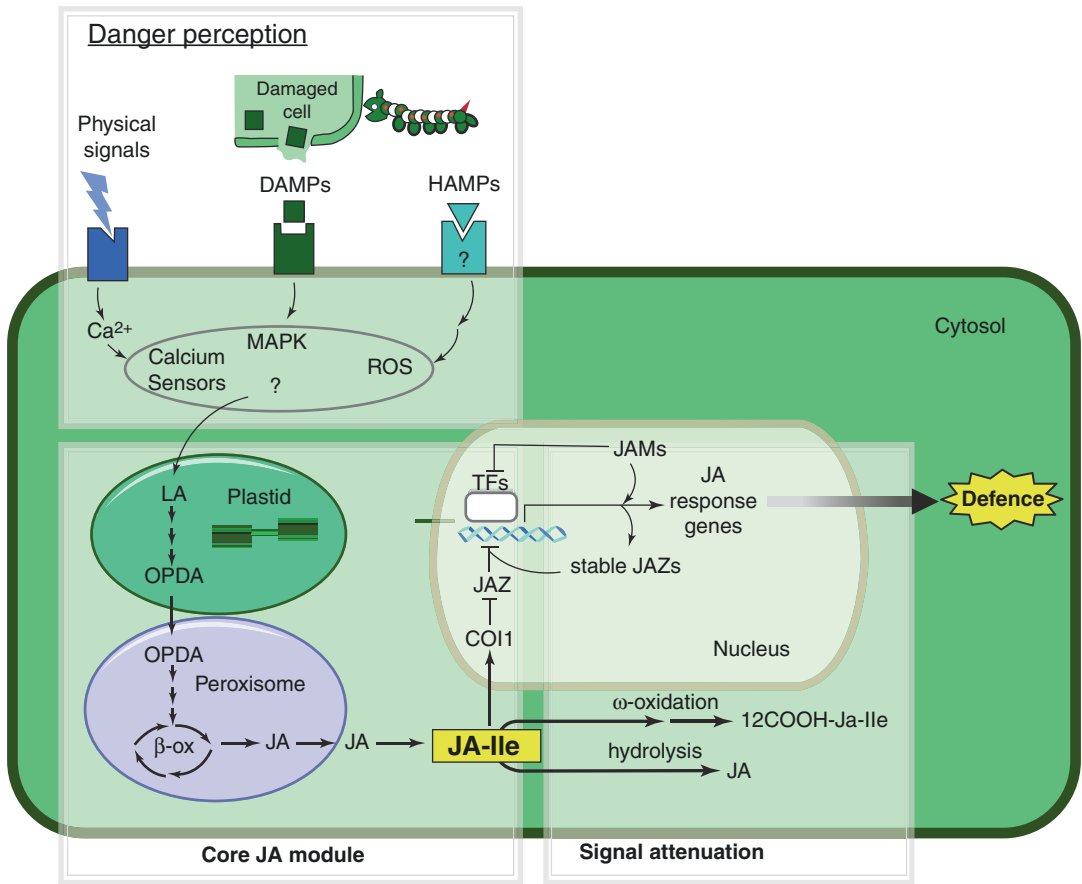 Danger perception
Physical
signals
Damaged
cell
DAMPs
HAMPs
?
Ca2+
Calcium
Sensors
MAPK
?
ROS
Cytosol
LA
Plastid
OPDA
OPDA
Peroxisome
β-ox
JA
JA
JA-Ile
JAMs
TFs
JA
response
genes
Defence
stable JAZs
JAZ
COI1
Nucleus
ω-oxidation
12COOH-Ja-Ile
hydrolysis
JA
Core JA module
Signal attenuation